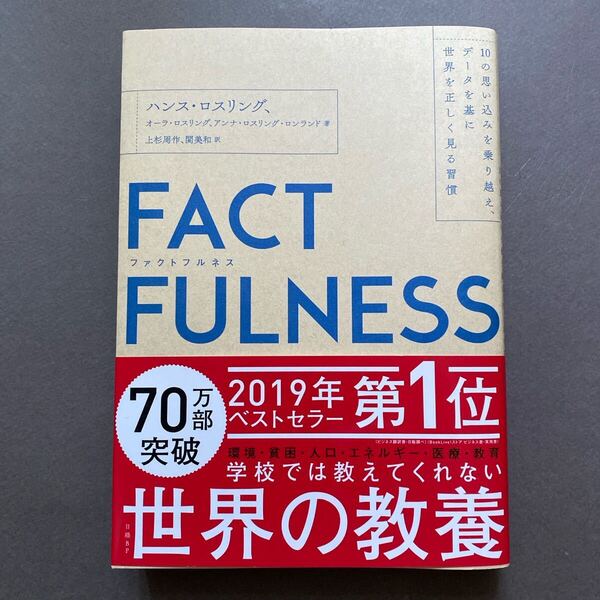 10の思い込みを乗り越え、
データを基に
世界を正しく見る習慣
ハンス・ロスリング、
オーラ・ロスリング、アンナ・ロスリング・ロンランド 著
上杉周作、関美和 訳
FACT
ファクトフルネス
FULNESS
70万部
突破
2019年
ベストセラー
第1位
環境・貧困・人口・エネルギー・医療・教育
学校では教えてくれない
世界の教養
日経BP